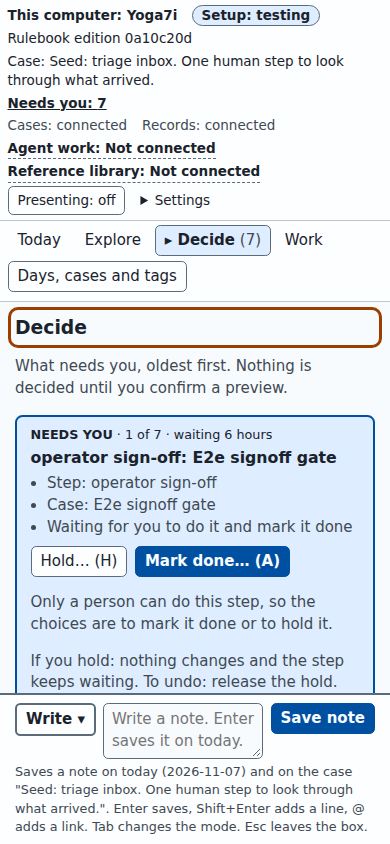 This computer: Yoga7i Setup: testing
Rulebook edition 0a10c20d
Case: Seed: triage inbox. One human step to look
through what arrived.
Needs you: 7
Cases: connected Records: connected
Agent work: Not connected
Reference library: Not connected
Presenting: off ▶ Settings
Today Explore ▸ Decide (7) Work
Days, cases and tags
Decide
What needs you, oldest first. Nothing is
decided until you confirm a preview.
NEEDS YOU · 1 of 7 · waiting 6 hours
operator sign-off: E2e signoff gate
• Step: operator sign-off
• Case: E2e signoff gate
• Waiting for you to do it and mark it done
Hold… (H) Mark done… (A)
Only a person can do this step, so the
choices are to mark it done or to hold it.
If you hold: nothing changes and the step
keeps waiting. To undo: release the hold.
Write ▾ Write a note. Enter Save note
saves it on today.
Saves a note on today (2026-11-07) and on the case
"Seed: triage inbox. One human step to look through
what arrived.". Enter saves, Shift+Enter adds a line, @
adds a link. Tab changes the mode. Esc leaves the box.